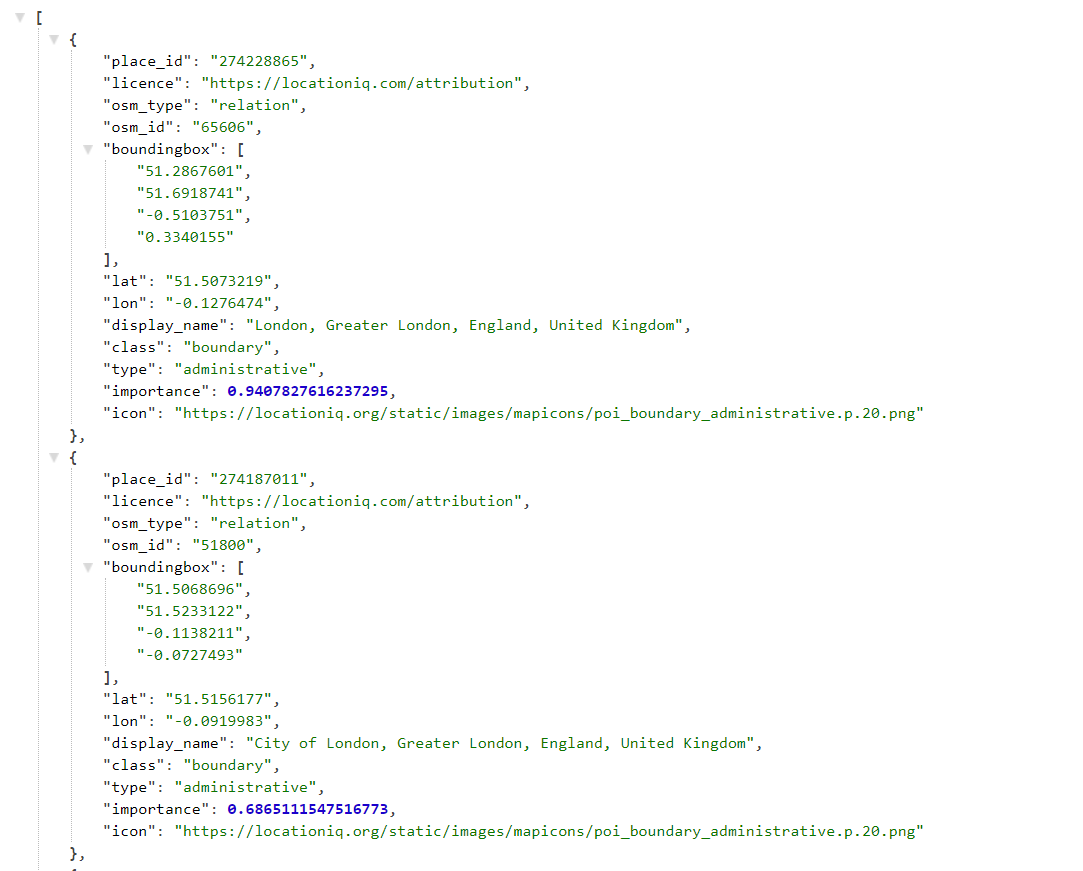 [
{
"place_id": "274228865",
"licence": "https://locationiq.com/attribution",
"osm_type": "relation",
"osm_id": "65606",
"boundingbox": [
"51.2867601",
"51.6918741",
"-0.5103751",
"0.3340155"
],
"lat": "51.5073219",
"lon": "-0.1276474",
"display_name": "London, Greater London, England, United Kingdom",
"class": "boundary",
"type": "administrative",
"importance": 0.9407827616237295,
"icon": "https://locationiq.org/static/images/mapicons/poi_boundary_administrative.p.20.png"
},
{
"place_id": "274187011",
"licence": "https://locationiq.com/attribution",
"osm_type": "relation",
"osm_id": "51800",
"boundingbox": [
"51.5068696",
"51.5233122",
"-0.1138211",
"-0.0727493"
],
"lat": "51.5156177",
"lon": "-0.0919983",
"display_name": "City of London, Greater London, England, United Kingdom",
"class": "boundary",
"type": "administrative",
"importance": 0.6865111547516773,
"icon": "https://locationiq.org/static/images/mapicons/poi_boundary_administrative.p.20.png"
},